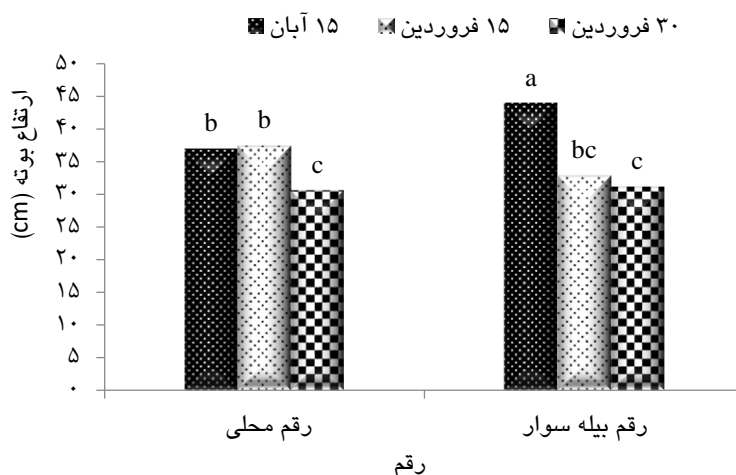 ۱۵ آبان ۱۵ فروردین ۳۰ فروردین
ارتفاع بوته (cm)
۵۰
۴۵
۴۰
۳۵
۳۰
۲۵
۲۰
۱۵
۱۰
۵
۰
b b c
a bc c
رقم محلی رقم بیله سوار
رقم